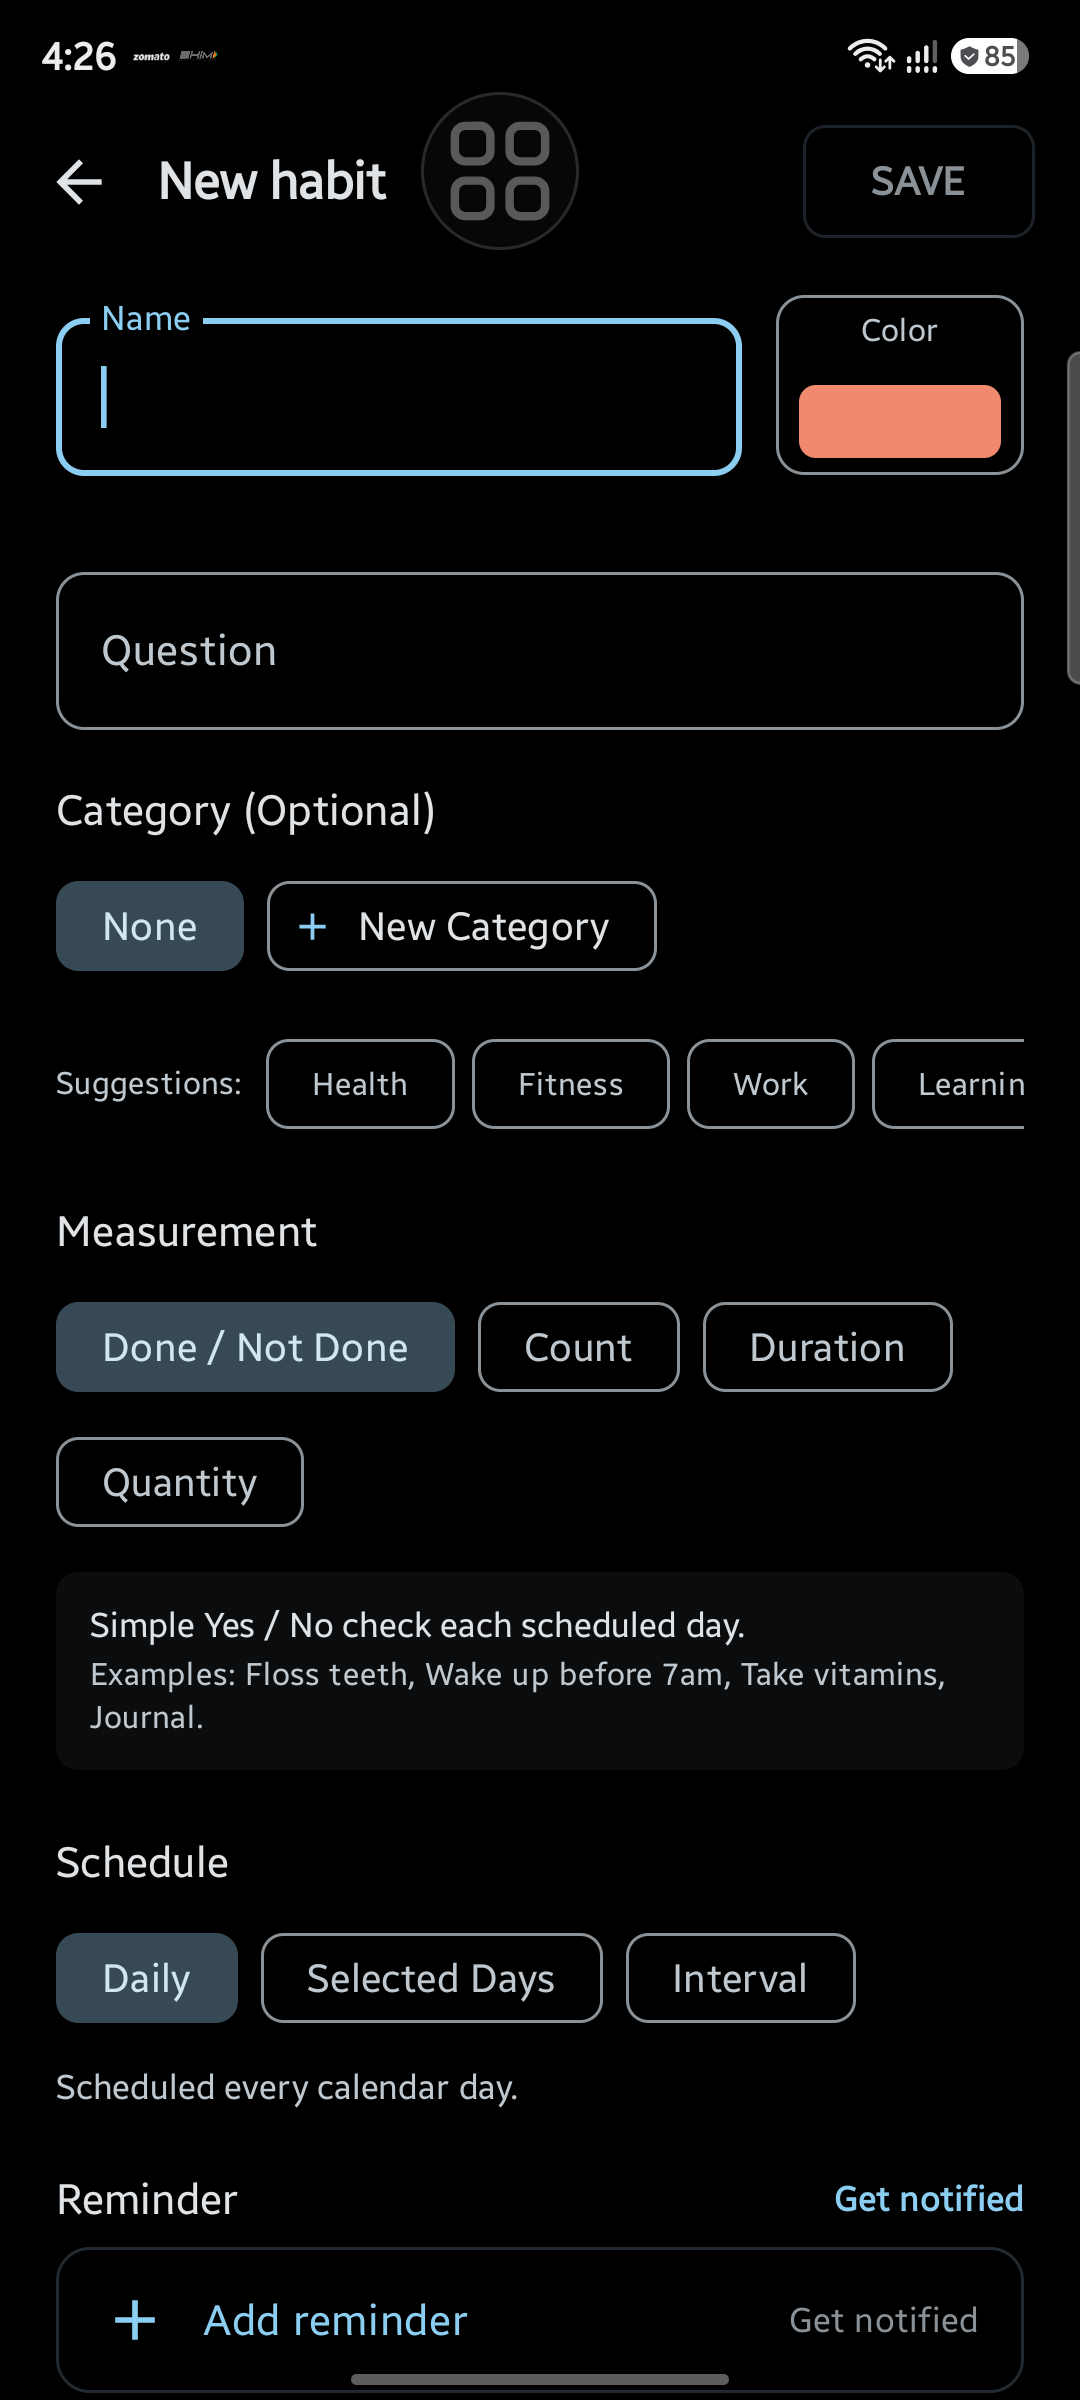 4:26 zomato 85
New habit
SAVE
Name
Color
Question
Category (Optional)
None
New Category
Suggestions: Health Fitness Work Learnin
Measurement
Done / Not Done Count Duration
Quantity
Simple Yes / No check each scheduled day.
Examples: Floss teeth, Wake up before 7am, Take vitamins,
Journal.
Schedule
Daily Selected Days Interval
Scheduled every calendar day.
Reminder Get notified
Add reminder Get notified